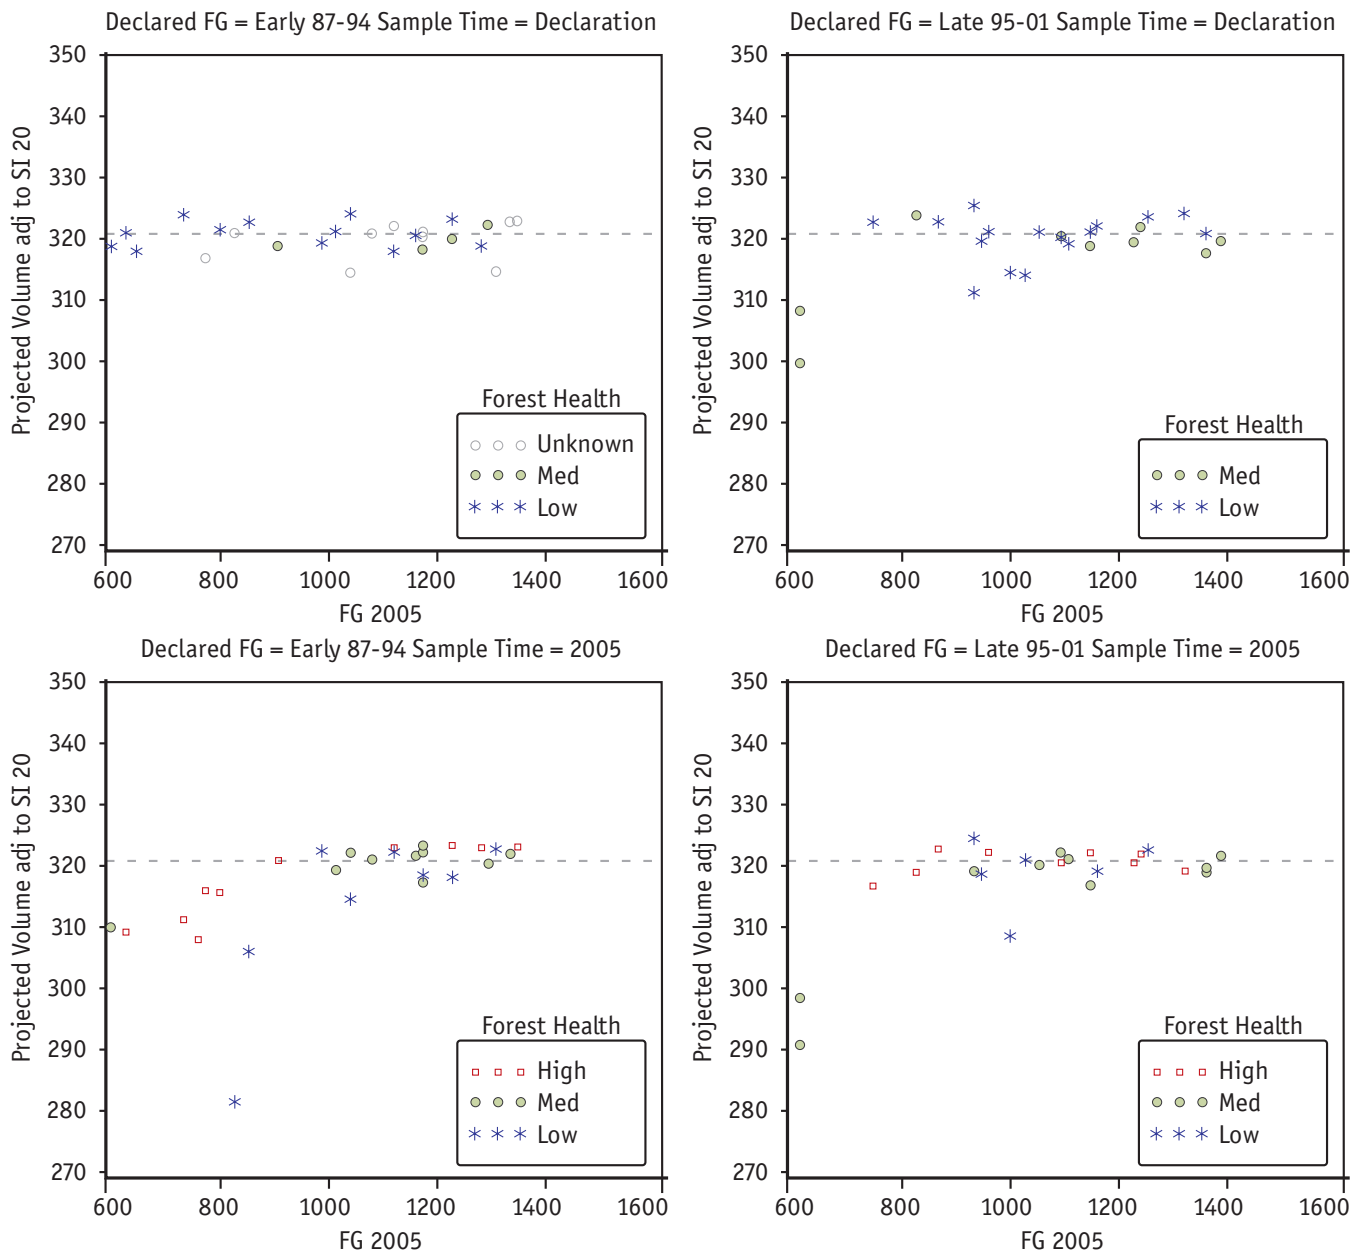 Declared FG = Early 87-94 Sample Time = Declaration
350
340
330
320
310
300
290
280
270
Projected Volume adj to SI 20
Forest Health
Unknown
Med
Low
600 800 1000 1200 1400 1600
FG 2005
Declared FG = Late 95-01 Sample Time = Declaration
350
340
330
320
310
300
290
280
270
Projected Volume adj to SI 20
Forest Health
Med
Low
600 800 1000 1200 1400 1600
FG 2005
Declared FG = Early 87-94 Sample Time = 2005
350
340
330
320
310
300
290
280
270
Projected Volume adj to SI 20
Forest Health
High
Med
Low
600 800 1000 1200 1400 1600
FG 2005
Declared FG = Late 95-01 Sample Time = 2005
350
340
330
320
310
300
290
280
270
Projected Volume adj to SI 20
Forest Health
High
Med
Low
600 800 1000 1200 1400 1600
FG 2005